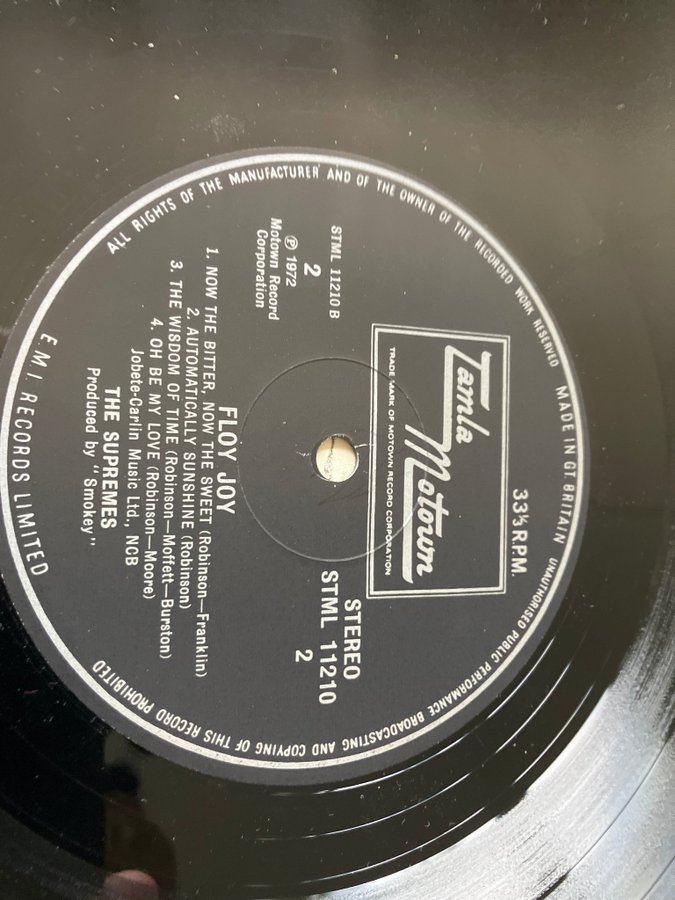 ALL RIGHTS OF THE MANUFACTURER AND OF THE OWNER OF THE RECORDED WORK RESERVED
MADE IN GT. BRITAIN
UNAUTHORISED PUBLIC PERFORMANCE BROADCASTING AND COPYING OF THIS RECORD PROHIBITED
33⅓ R.P.M.
Tamla Motown
TRADE MARK OF MOTOWN RECORD CORPORATION
STML 11210 B
2
℗ 1972
Motown Record
Corporation
STEREO
STML 11210
2
FLOY JOY
1. NOW THE BITTER, NOW THE SWEET (Robinson—Franklin)
2. AUTOMATICALLY SUNSHINE (Robinson)
3. THE WISDOM OF TIME (Robinson—Moffett—Burston)
4. OH BE MY LOVE (Robinson—Moore)
Jobete-Carlin Music Ltd., NCB
THE SUPREMES
Produced by "Smokey"
E.M.I. RECORDS LIMITED